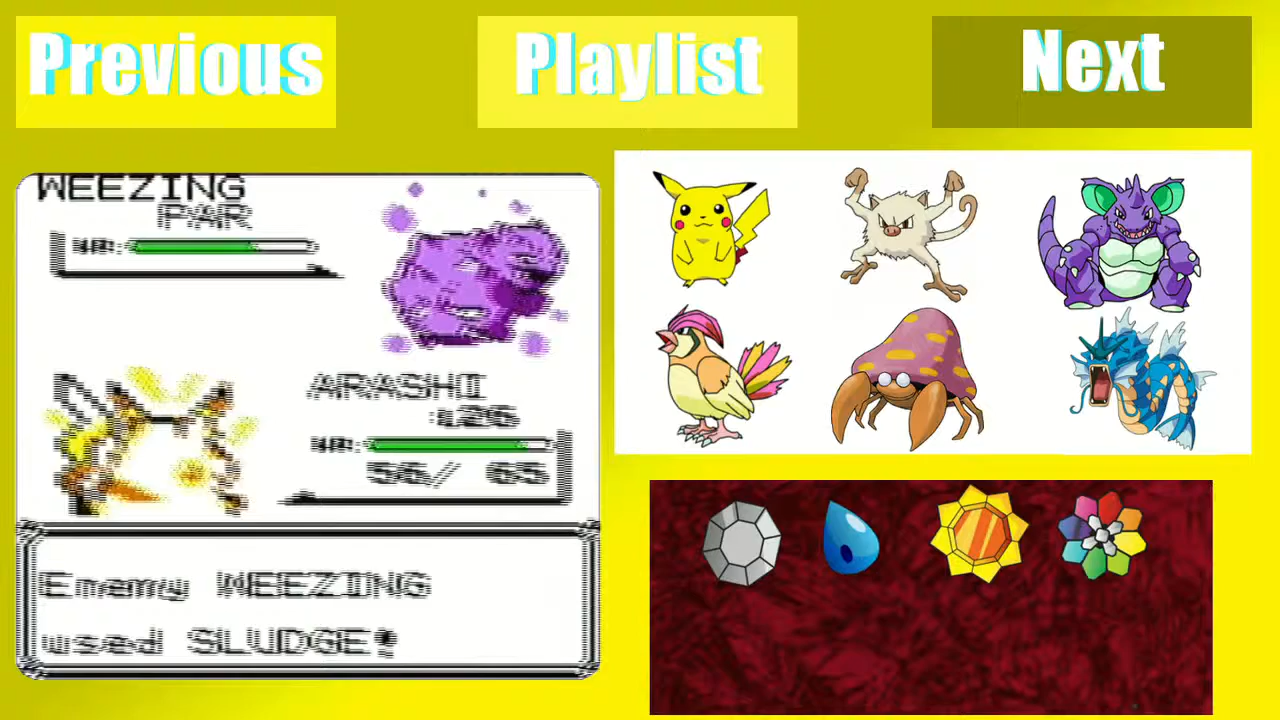 Previous
Playlist
Next
WEEZING
PAR
HP:
ARASHI
:L26
HP:
56/ 65
Enemy WEEZING
used SLUDGE!